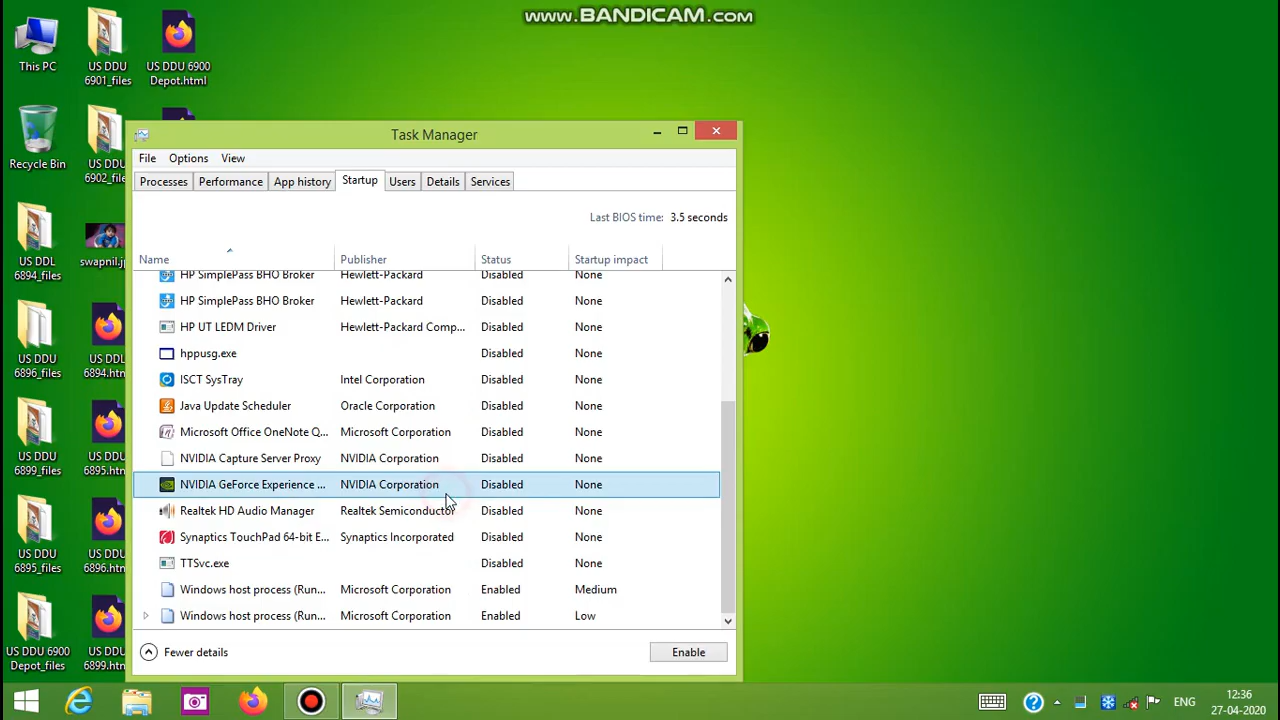 www.BANDICAM.com
This PC
US DDU
6901_files
US DDU 6900
Depot.html
Recycle Bin
US DDU
6902_files
US DDL
6894_files
swapnil.j
US DDU
6896_files
US DDU
6894.htm
US DDU
6899_files
US DDU
6895.htm
US DDU
6895_files
US DDU
6896.htm
US DDU 6900
Depot_files
US DDU
6899.htm
Task Manager
File Options View
Processes Performance App history Startup Users Details Services
Last BIOS time: 3.5 seconds
Name Publisher Status Startup impact
HP SimplePass BHO Broker Hewlett-Packard Disabled None
HP SimplePass BHO Broker Hewlett-Packard Disabled None
HP UT LEDM Driver Hewlett-Packard Comp... Disabled None
hppusg.exe Disabled None
ISCT SysTray Intel Corporation Disabled None
Java Update Scheduler Oracle Corporation Disabled None
Microsoft Office OneNote Q... Microsoft Corporation Disabled None
NVIDIA Capture Server Proxy NVIDIA Corporation Disabled None
NVIDIA GeForce Experience ... NVIDIA Corporation Disabled None
Realtek HD Audio Manager Realtek Semiconductor Disabled None
Synaptics TouchPad 64-bit E... Synaptics Incorporated Disabled None
TTSvc.exe Disabled None
Windows host process (Run... Microsoft Corporation Enabled Medium
Windows host process (Run... Microsoft Corporation Enabled Low
Fewer details Enable
ENG
12:36
27-04-2020